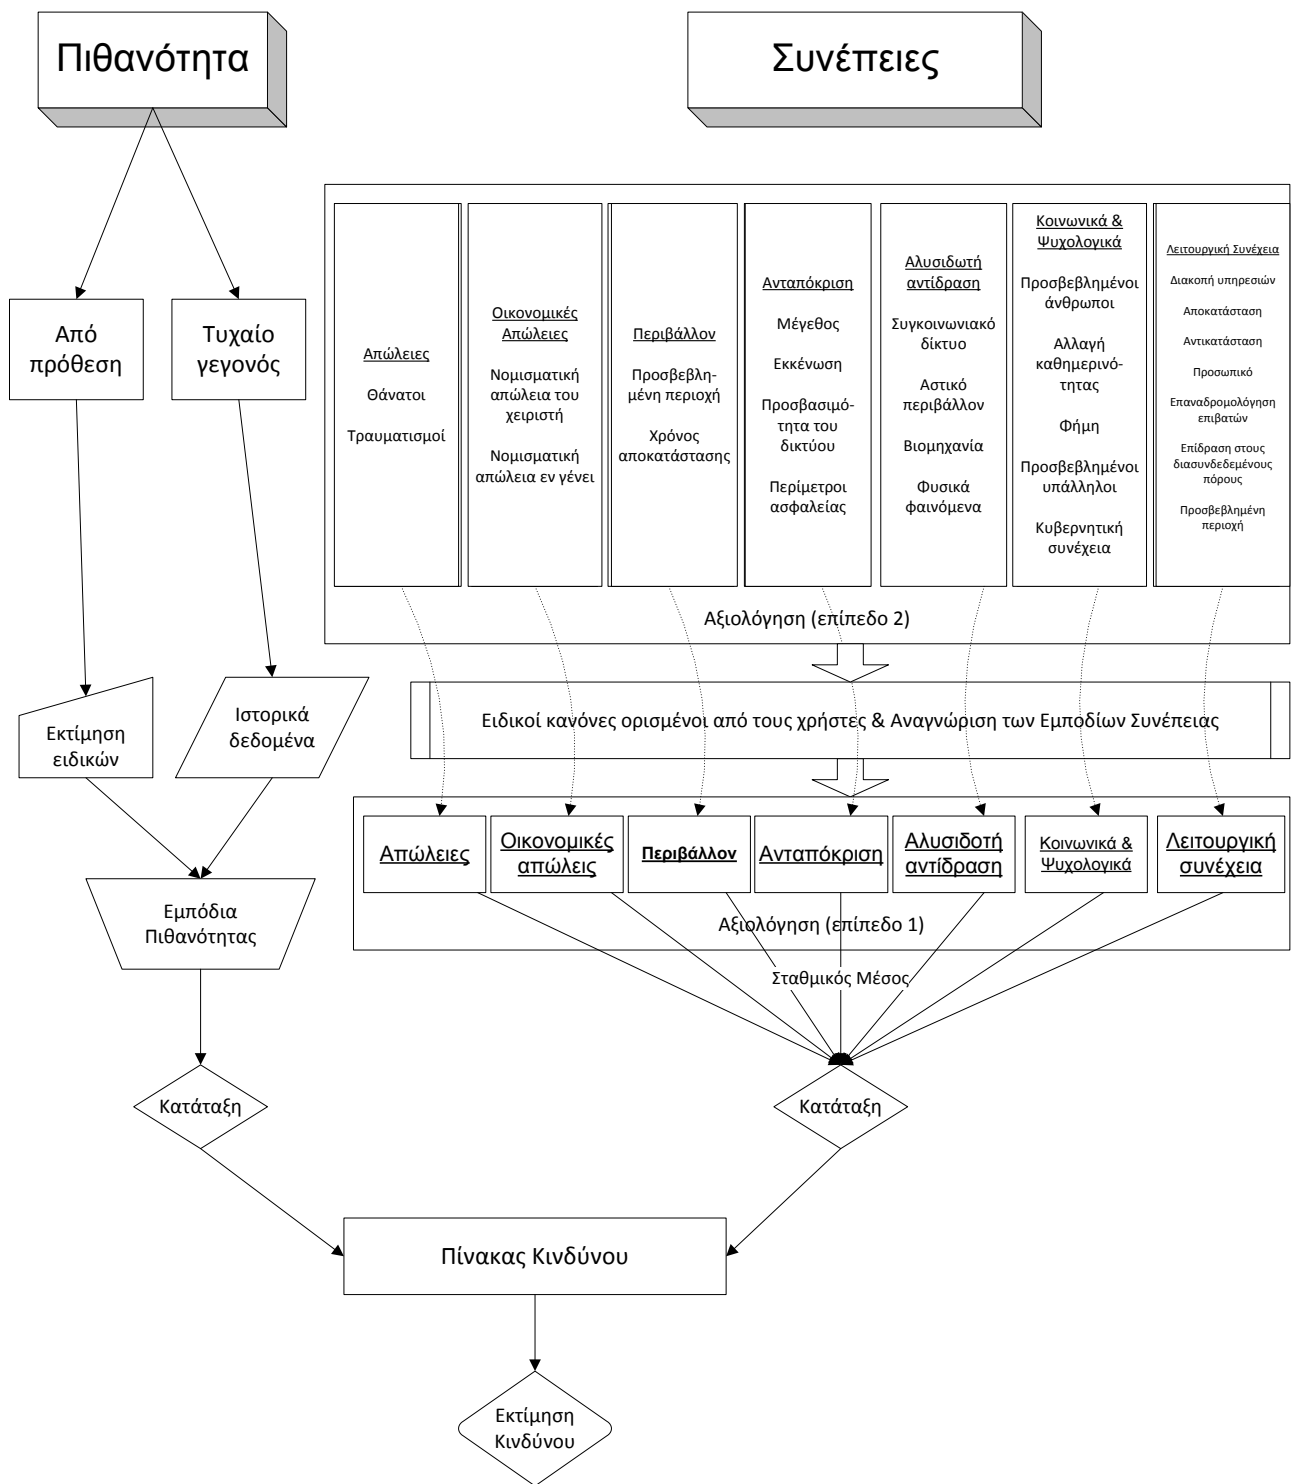 Πιθανότητα
Συνέπειες
Από
πρόθεση
Τυχαίο
γεγονός
Απώλειες
Θάνατοι
Τραυματισμοί
Οικονομικές
Απώλειες
Νομισματική
απώλεια του
χειριστή
Νομισματική
απώλεια εν γένει
Περιβάλλον
Προσβεβλη-
μένη περιοχή
Χρόνος
αποκατάστασης
Ανταπόκριση
Μέγεθος
Εκκένωση
Προσβασιμό-
τητα του
δικτύου
Περίμετροι
ασφαλείας
Αλυσιδωτή
αντίδραση
Συγκοινωνιακό
δίκτυο
Αστικό
περιβάλλον
Βιομηχανία
Φυσικά
φαινόμενα
Κοινωνικά &
Ψυχολογικά
Προσβεβλημένοι
άνθρωποι
Αλλαγή
καθημερινό-
τητας
Φήμη
Προσβεβλημένοι
υπάλληλοι
Κυβερνητική
συνέχεια
Λειτουργική Συνέχεια
Διακοπή υπηρεσιών
Αποκατάσταση
Αντικατάσταση
Προσωπικό
Επαναδρομολόγηση
επιβατών
Επίδραση στους
διασυνδεδεμένους
πόρους
Προσβεβλημένη
περιοχή
Αξιολόγηση (επίπεδο 2)
Εκτίμηση
ειδικών
Ιστορικά
δεδομένα
Ειδικοί κανόνες ορισμένοι από τους χρήστες & Αναγνώριση των Εμποδίων Συνέπειας
Απώλειες
Οικονομικές
απώλεις
Περιβάλλον
Ανταπόκριση
Αλυσιδοτή
αντίδραση
Κοινωνικά &
Ψυχολογικά
Λειτουργική
συνέχεια
Αξιολόγηση (επίπεδο 1)
Εμπόδια
Πιθανότητας
Σταθμικός Μέσος
Κατάταξη
Κατάταξη
Πίνακας Κινδύνου
Εκτίμηση
Κινδύνου